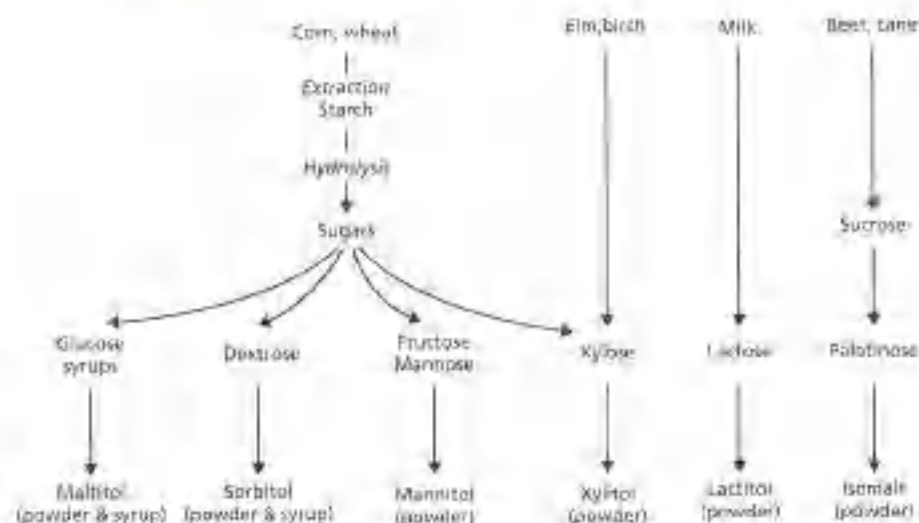 Corn, wheat
Elm, birch
Milk
Beet, cane
Extraction
Starch
Hydrolysis
Sucrose
Sugars
Glucose
syrups
Dextrose
Fructose
Mannose
Xylose
Lactose
Palatinose
Maltitol
(powder & syrup)
Sorbitol
(powder & syrup)
Mannitol
(powder)
Xylitol
(powder)
Lactitol
(powder)
Isomalt
(powder)